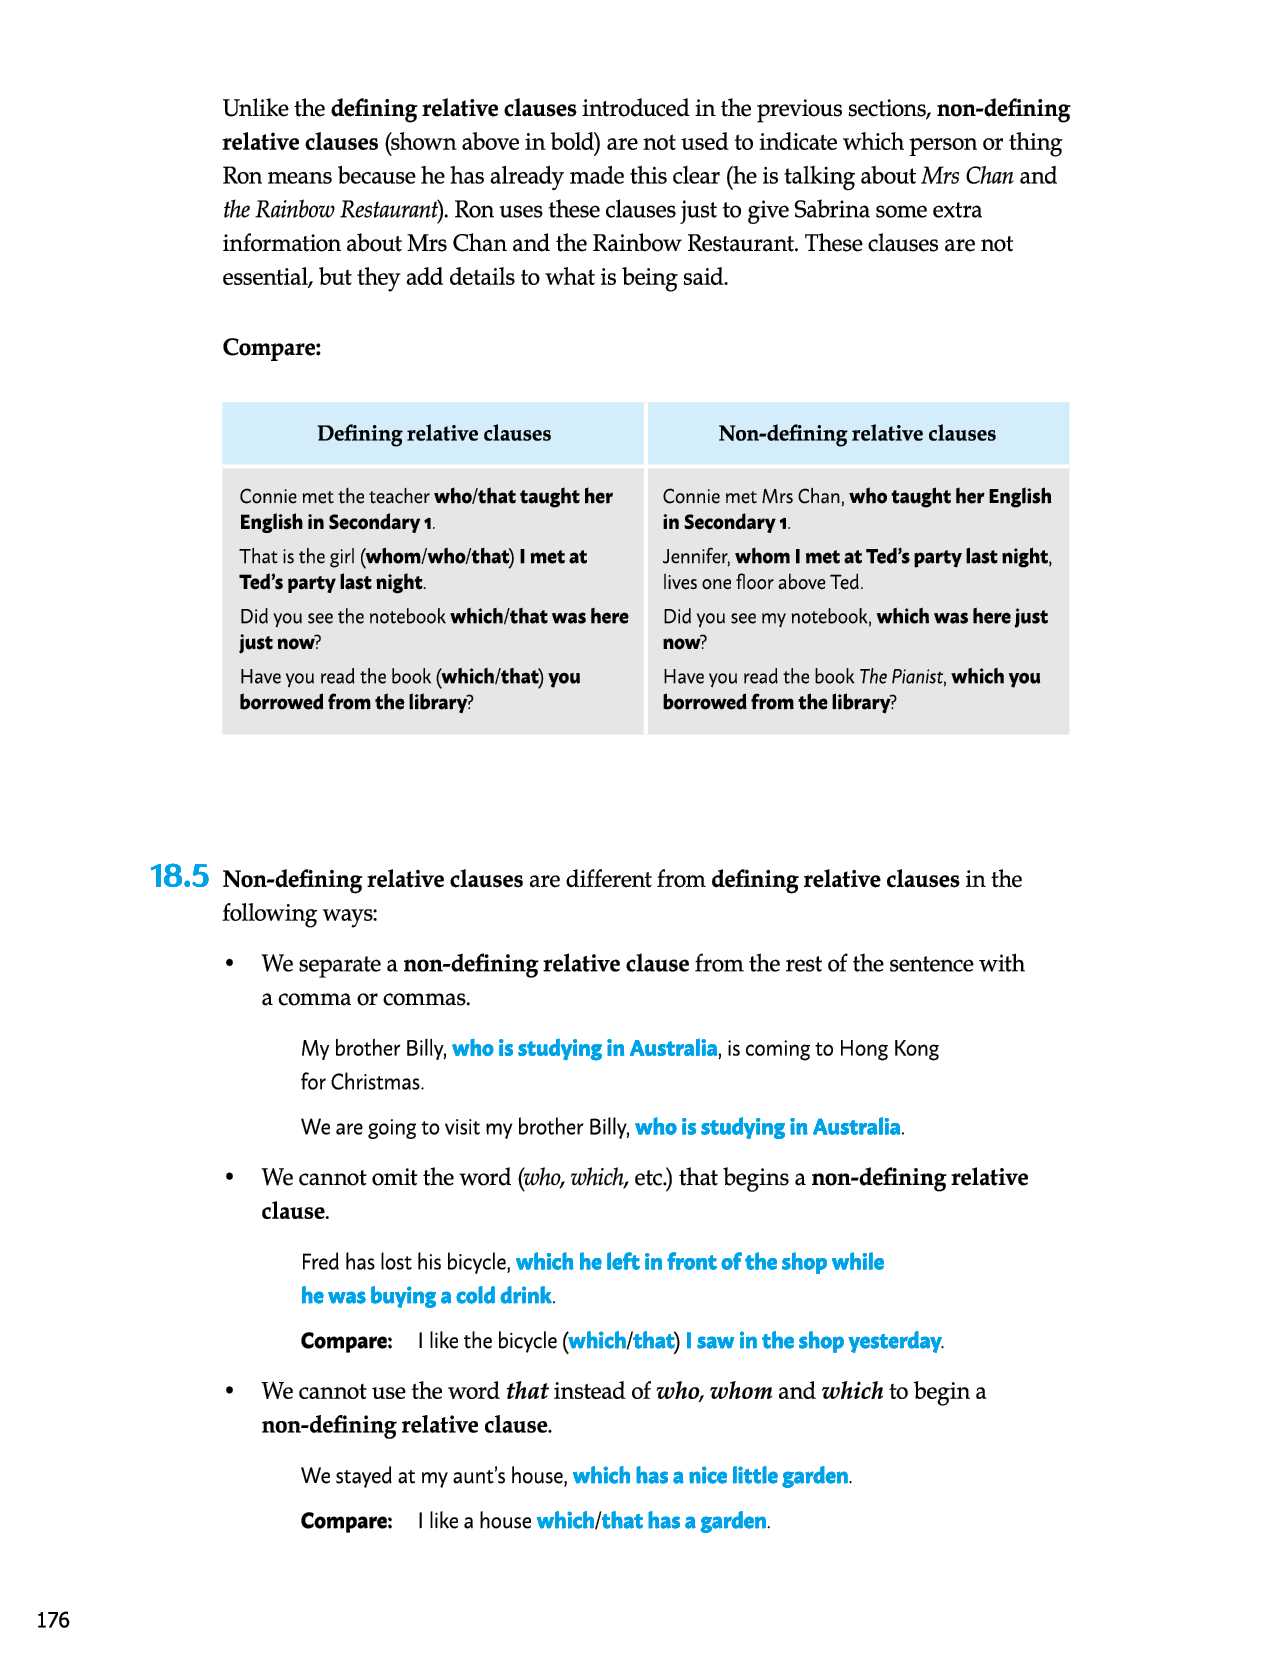 Unlike the defining relative clauses introduced in the previous sections, non-defining
relative clauses (shown above in bold) are not used to indicate which person or thing
Ron means because he has already made this clear (he is talking about Mrs Chan and
the Rainbow Restaurant). Ron uses these clauses just to give Sabrina some extra
information about Mrs Chan and the Rainbow Restaurant. These clauses are not
essential, but they add details to what is being said.
Compare:
Defining relative clauses
Connie met the teacher who/that taught her
English in Secondary 1.
That is the girl (whom/who/that) I met at
Ted's party last night.
Did you see the notebook which/that was here
just now?
Have you read the book (which/that) you
borrowed from the library?
Non-defining relative clauses
Connie met Mrs Chan, who taught her English
in Secondary 1.
Jennifer, whom I met at Ted's party last night,
lives one floor above Ted.
Did you see my notebook, which was here just
now?
Have you read the book The Pianist, which you
borrowed from the library?
18.5 Non-defining relative clauses are different from defining relative clauses in the
following ways:
• We separate a non-defining relative clause from the rest of the sentence with
a comma or commas.
My brother Billy, who is studying in Australia, is coming to Hong Kong
for Christmas.
We are going to visit my brother Billy, who is studying in Australia.
• We cannot omit the word (who, which, etc.) that begins a non-defining relative
clause.
Fred has lost his bicycle, which he left in front of the shop while
he was buying a cold drink.
Compare: I like the bicycle (which/that) I saw in the shop yesterday.
• We cannot use the word that instead of who, whom and which to begin a
non-defining relative clause.
We stayed at my aunt's house, which has a nice little garden.
Compare: I like a house which/that has a garden.
176